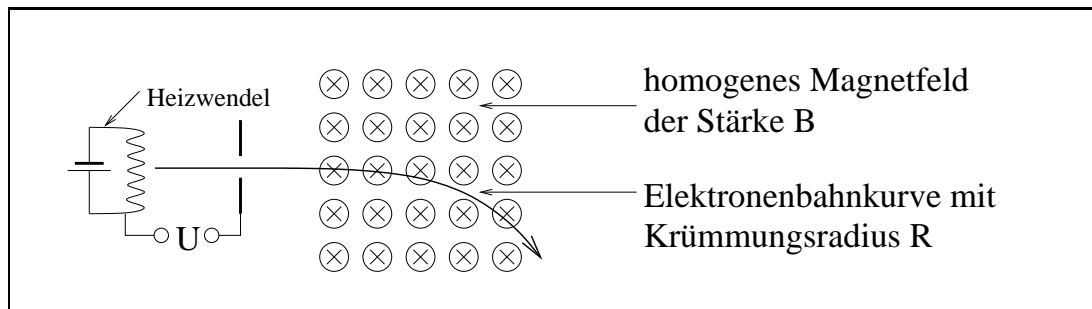 Heizwendel
U
homogenes Magnetfeld
der Stärke B
Elektronenbahnkurve mit
Krümmungsradius R